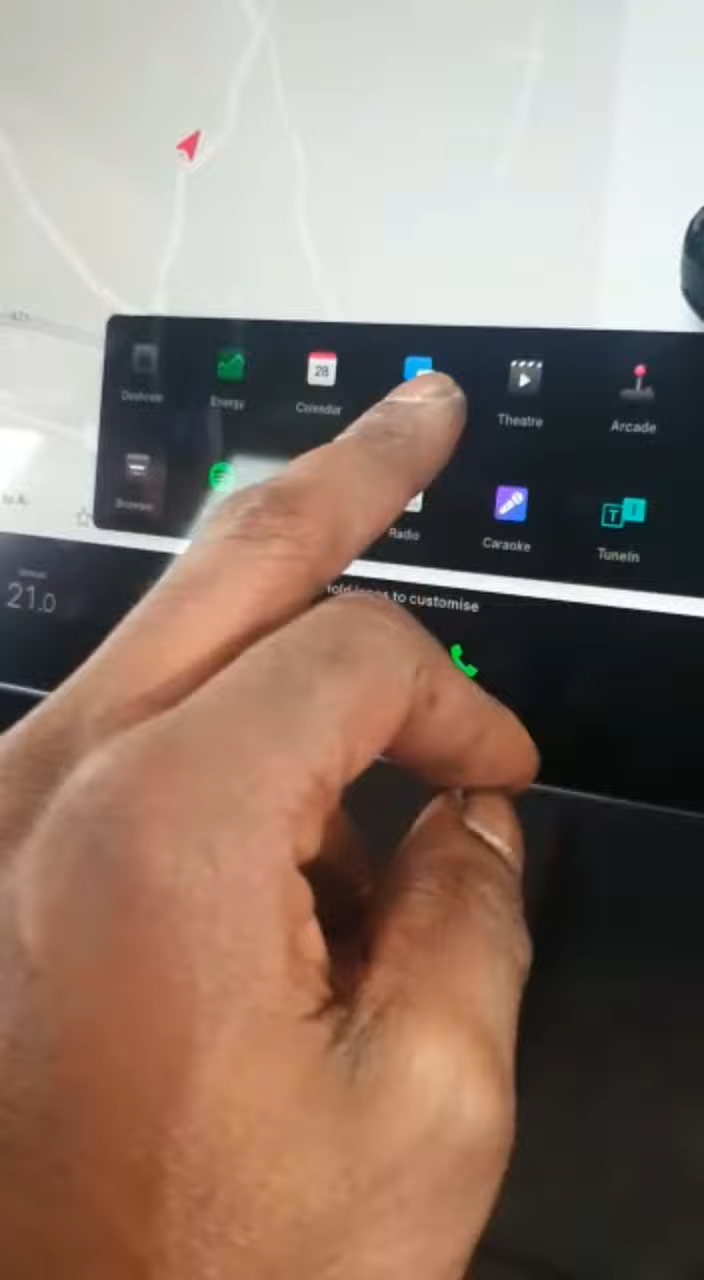 Dashcam Energy Calendar Theatre Arcade
28
Browser Radio Caraoke TuneIn
T I
to customise
21.0